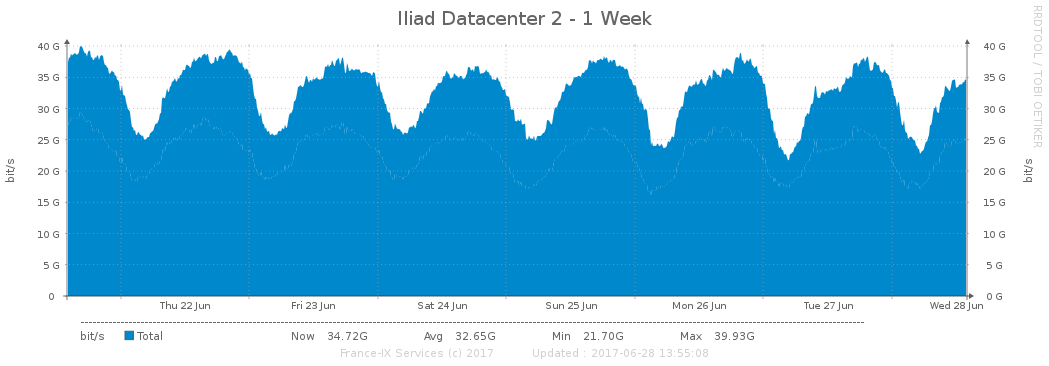 Iliad Datacenter 2 - 1 Week
RRDTOOL / TOBI OETIKER
40 G 40 G
35 G 35 G
30 G 30 G
25 G 25 G
20 G 20 G
15 G 15 G
10 G 10 G
5 G 5 G
0 0 G
bit/s bit/s
Thu 22 Jun Fri 23 Jun Sat 24 Jun Sun 25 Jun Mon 26 Jun Tue 27 Jun Wed 28 Jun
bit/s Total Now 34.72G Avg 32.65G Min 21.70G Max 39.93G
France-IX Services (c) 2017 Updated : 2017-06-28 13:55:08